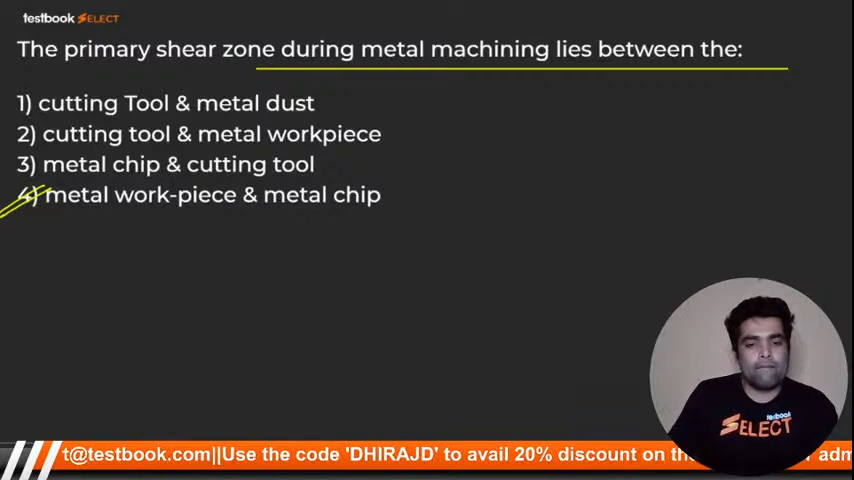 testbook SELECT
The primary shear zone during metal machining lies between the:
1) cutting Tool & metal dust
2) cutting tool & metal workpiece
3) metal chip & cutting tool
4) metal work-piece & metal chip
testbook
SELECT
t@testbook.com||Use the code 'DHIRAJD' to avail 20% discount on